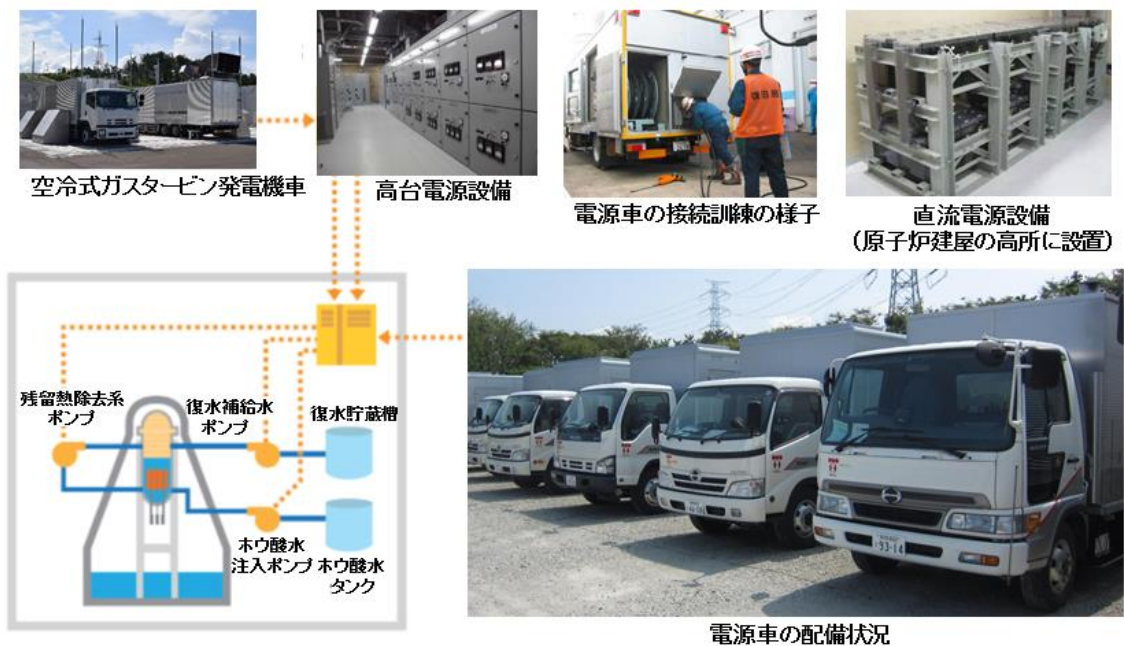 空冷式ガスタービン発電機車
高台電源設備
電源車の接続訓練の様子
直流電源設備
(原子炉建屋の高所に設置)
残留熱除去系
ポンプ
復水補給水
ポンプ
復水貯蔵槽
ホウ酸水
注入ポンプ
ホウ酸水
タンク
93-14
電源車の配備状況